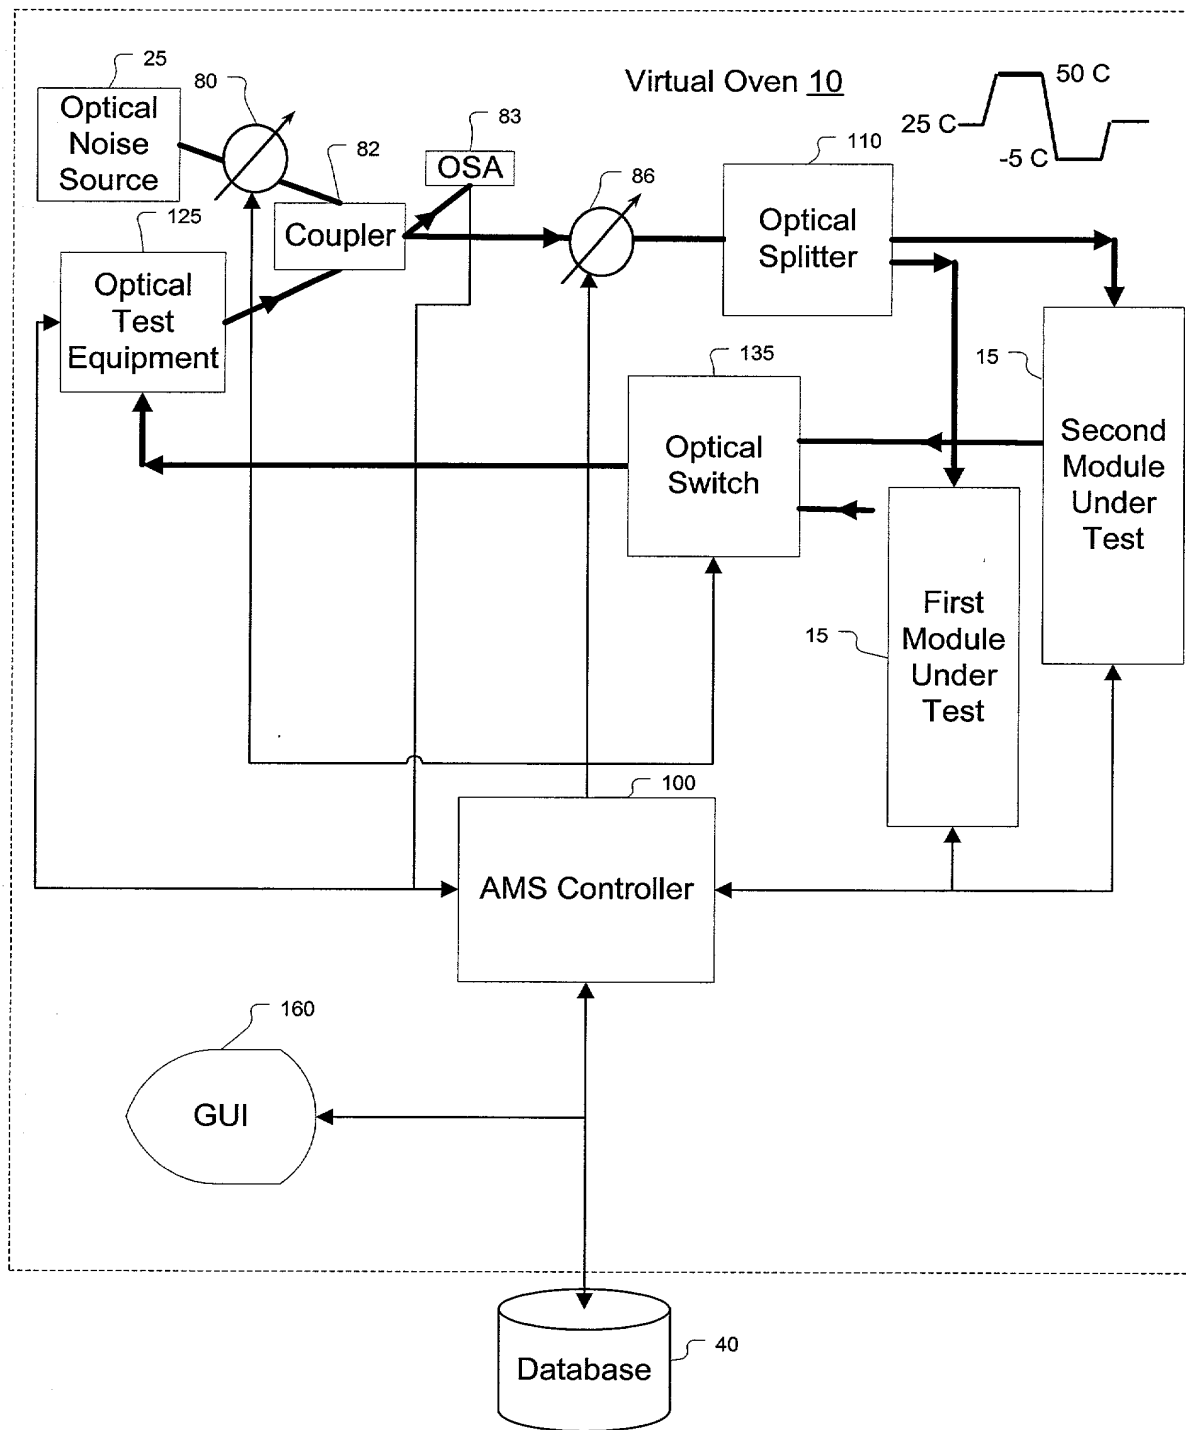 25
Optical
Noise
Source
80
82
83
OSA
Virtual Oven 10
25 C
50 C
-5 C
110
Optical
Splitter
86
Coupler
125
Optical
Test
Equipment
135
Optical
Switch
15
Second
Module
Under
Test
15
First
Module
Under
Test
100
AMS Controller
160
GUI
Database
40